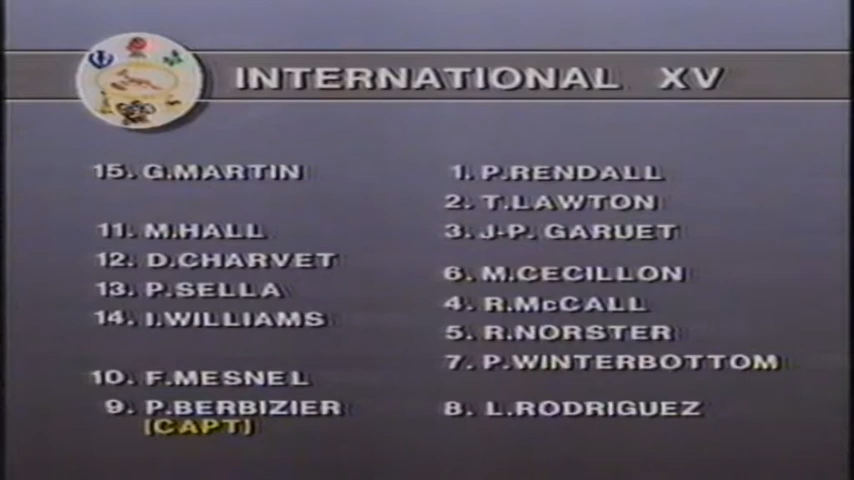 INTERNATIONAL XV
15. G.MARTIN
11. M.HALL
12. D.CHARVET
13. P.SELLA
14. I.WILLIAMS
10. F.MESNEL
9. P.BERBIZIER
(CAPT)
1. P.RENDALL
2. T.LAWTON
3. J-P. GARUET
6. M.CECILLON
4. R.McCALL
5. R.NORSTER
7. P.WINTERBOTTOM
8. L.RODRIGUEZ